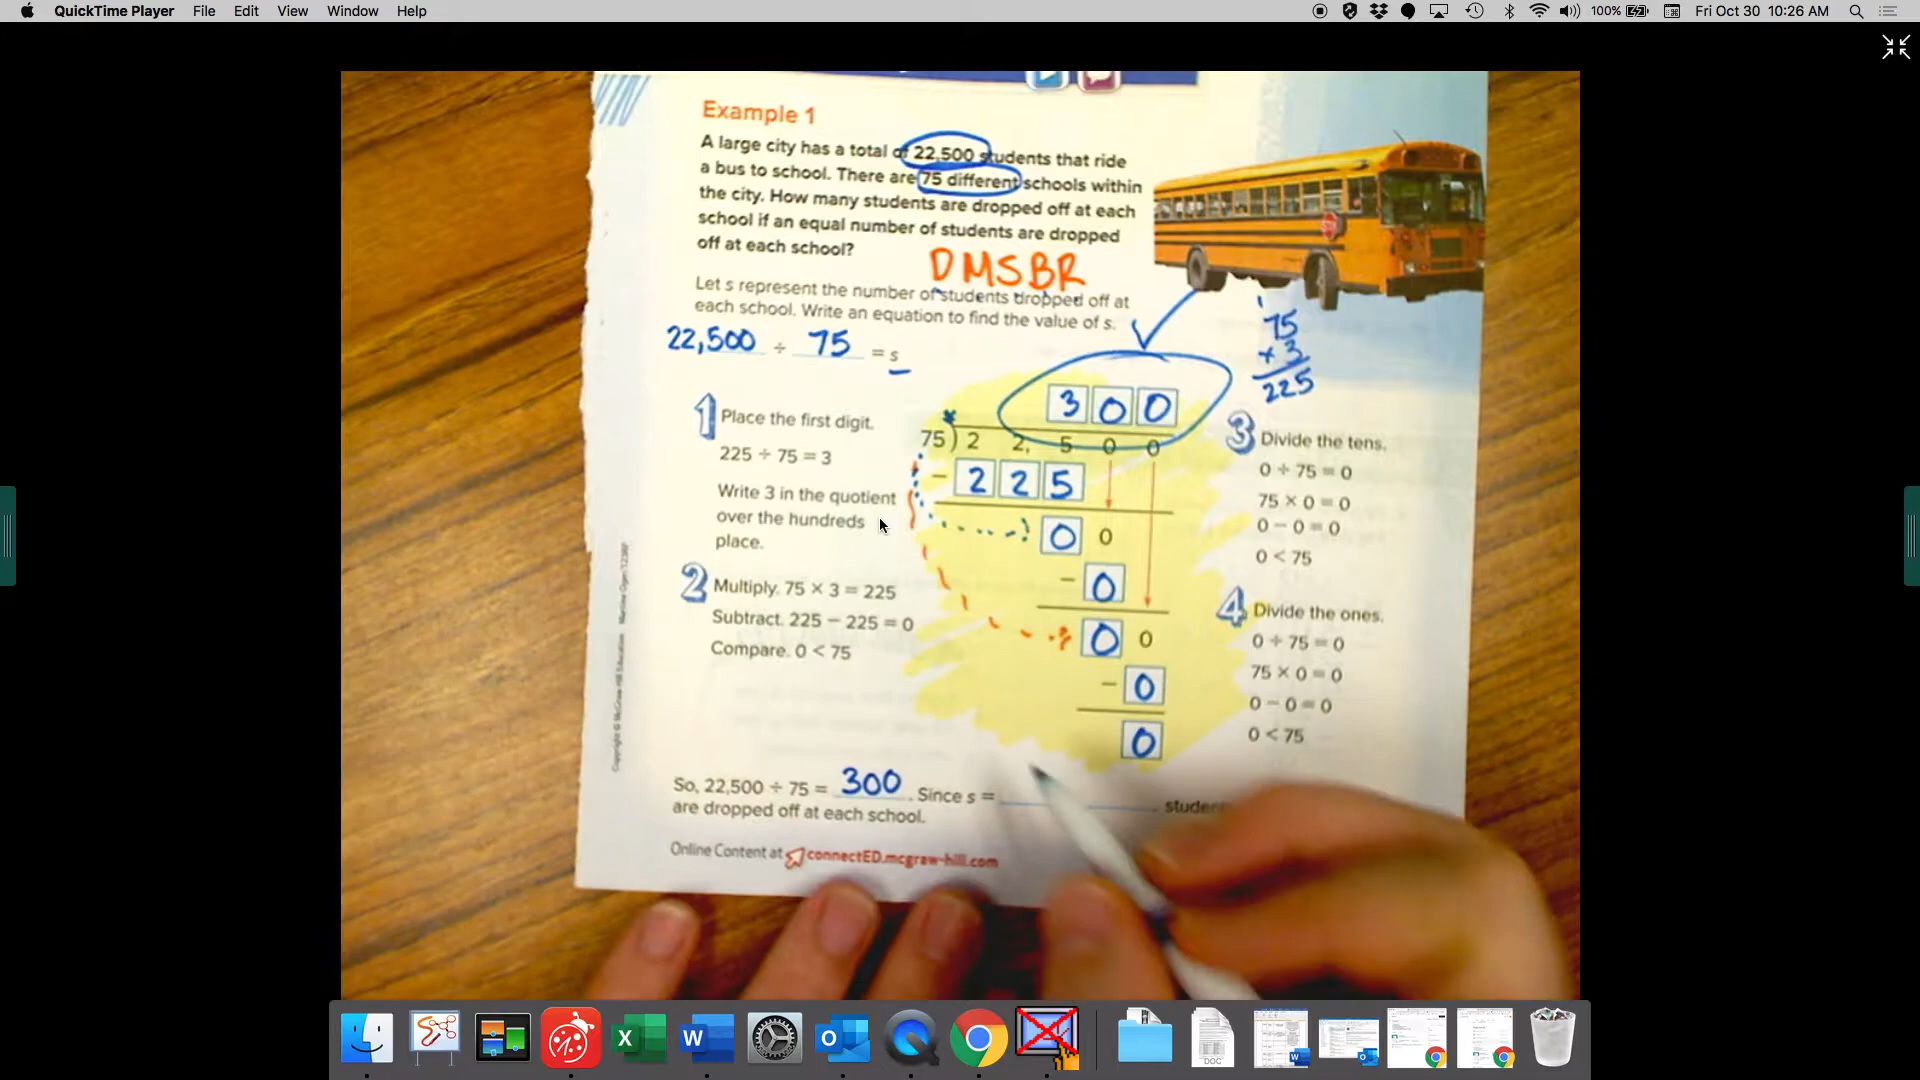 QuickTime Player File Edit View Window Help 100% Fri Oct 30 10:26 AM
Example 1
A large city has a total of 22,500 students that ride
a bus to school. There are 75 different schools within
the city. How many students are dropped off at each
school if an equal number of students are dropped
off at each school?
DMSBR
Let s represent the number of students dropped off at
each school. Write an equation to find the value of s.
22,500 ÷ 75 = s
1
75
× 3
225
1 Place the first digit.
225 ÷ 75 = 3
Write 3 in the quotient
over the hundreds
place.
2 Multiply. 75 × 3 = 225
Subtract. 225 − 225 = 0
Compare. 0 < 75
3 0 0
75 ) 2 2, 5 0 0
− 2 2 5
0 0
− 0
0 0
− 0
0
3 Divide the tens.
0 ÷ 75 = 0
75 × 0 = 0
0 − 0 = 0
0 < 75
4 Divide the ones.
0 ÷ 75 = 0
75 × 0 = 0
0 − 0 = 0
0 < 75
So, 22,500 ÷ 75 = 300 . Since s =
are dropped off at each school.
Online Content at connectED.mcgraw-hill.com
Copyright © McGraw-Hill Education
X W O DOC W O